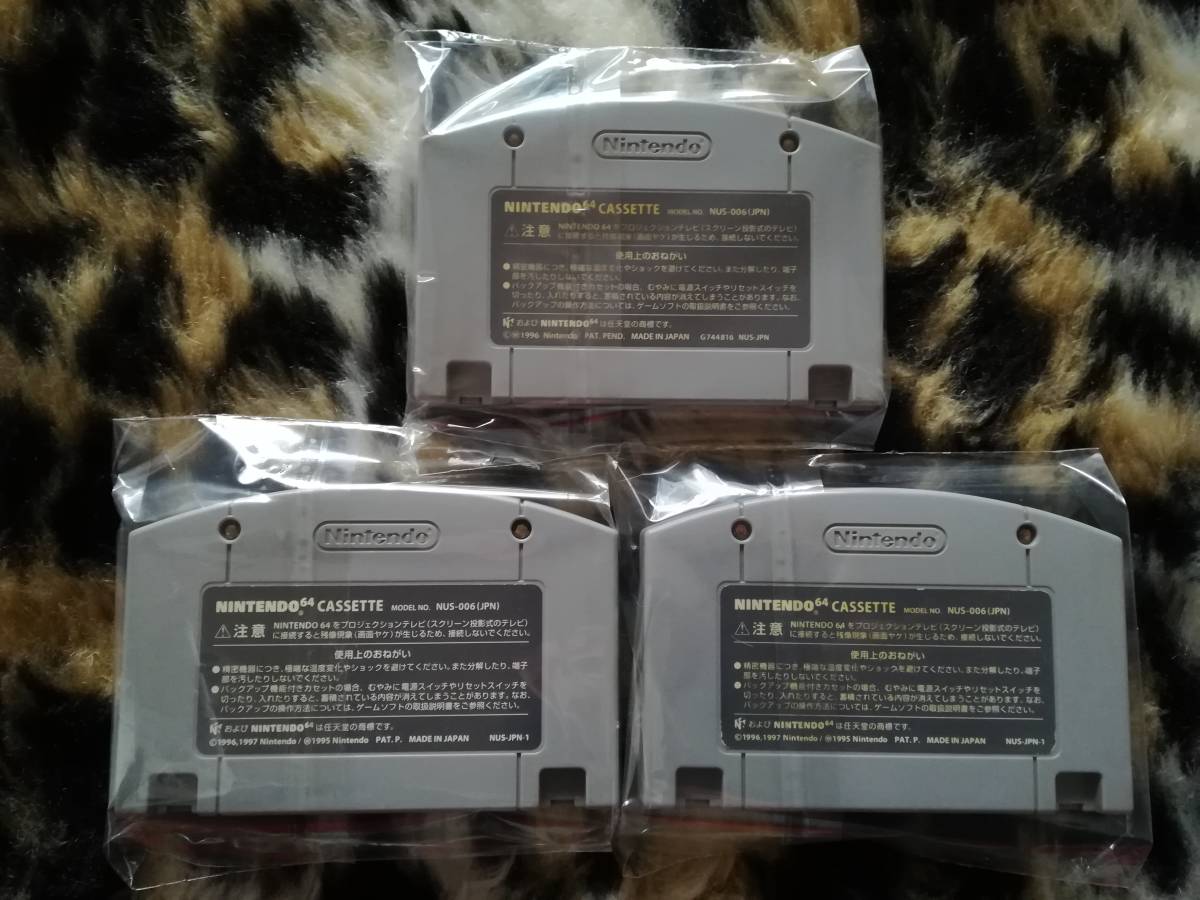 Nintendo
NINTENDO64 CASSETTE MODEL NO. NUS-006(JPN)
注意 NINTENDO 64 をプロジェクションテレビ(スクリーン投影式のテレビ)
に接続すると残像現象(画面ヤケ)が生じるため、接続しないでください。
使用上のおねがい
●精密機器につき、極端な温度変化やショックを避けてください。また分解したり、端子
部を汚したりしないでください。
●バックアップ機能付きカセットの場合、むやみに電源スイッチやリセットスイッチを
切ったり、入れたりすると、蓄積されている内容が消えてしまうことがあります。なお、
バックアップの操作方法については、ゲームソフトの取扱説明書をご参照ください。
および NINTENDO64 は任天堂の商標です。
©Ⓜ1996 Nintendo PAT. PEND. MADE IN JAPAN G744816 NUS-JPN
Nintendo
NINTENDO64® CASSETTE MODEL NO. NUS-006(JPN)
注意 NINTENDO 64 をプロジェクションテレビ(スクリーン投影式のテレビ)
に接続すると残像現象(画面ヤケ)が生じるため、接続しないでください。
使用上のおねがい
●精密機器につき、極端な温度変化やショックを避けてください。また分解したり、端子
部を汚したりしないでください。
●バックアップ機能付きカセットの場合、むやみに電源スイッチやリセットスイッチを
切ったり、入れたりすると、蓄積されている内容が消えてしまうことがあります。なお、
バックアップの操作方法については、ゲームソフトの取扱説明書をご参照ください。
および NINTENDO64 は任天堂の商標です。
©1996,1997 Nintendo / Ⓜ1995 Nintendo PAT. P. MADE IN JAPAN NUS-JPN-1
Nintendo
NINTENDO64® CASSETTE MODEL NO. NUS-006(JPN)
注意 NINTENDO 64 をプロジェクションテレビ(スクリーン投影式のテレビ)
に接続すると残像現象(画面ヤケ)が生じるため、接続しないでください。
使用上のおねがい
●精密機器につき、極端な温度変化やショックを避けてください。また分解したり、端子
部を汚したりしないでください。
●バックアップ機能付きカセットの場合、むやみに電源スイッチやリセットスイッチを
切ったり、入れたりすると、蓄積されている内容が消えてしまうことがあります。なお、
バックアップの操作方法については、ゲームソフトの取扱説明書をご参照ください。
および NINTENDO64 は任天堂の商標です。
©1996,1997 Nintendo / Ⓜ1995 Nintendo PAT. P. MADE IN JAPAN NUS-JPN-1